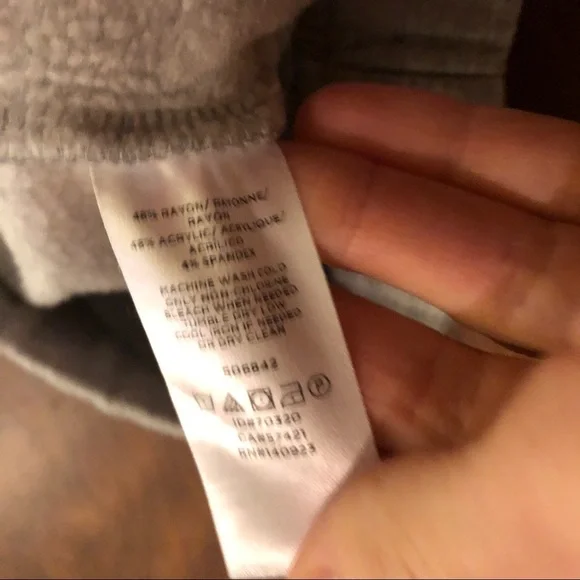 48% RAYON/RAYONNE/
RAYON
48% ACRYLIC/ACRYLIQUE/
ACRILICO
4% SPANDEX
MACHINE WASH COLD
ONLY NON CHLORINE
BLEACH WHEN NEEDED
TUMBLE DRY LOW
COOL IRON IF NEEDED
OR DRY CLEAN
S06842
P
ID#70320
CA#57421
RN#140923